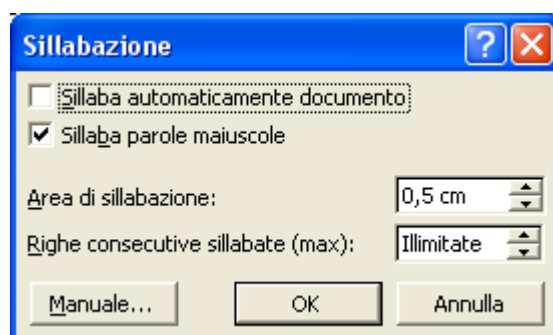 Sillabazione
Sillaba automaticamente documento
Sillaba parole maiuscole
Area di sillabazione: 0,5 cm
Righe consecutive sillabate (max): Illimitate
Manuale... OK Annulla